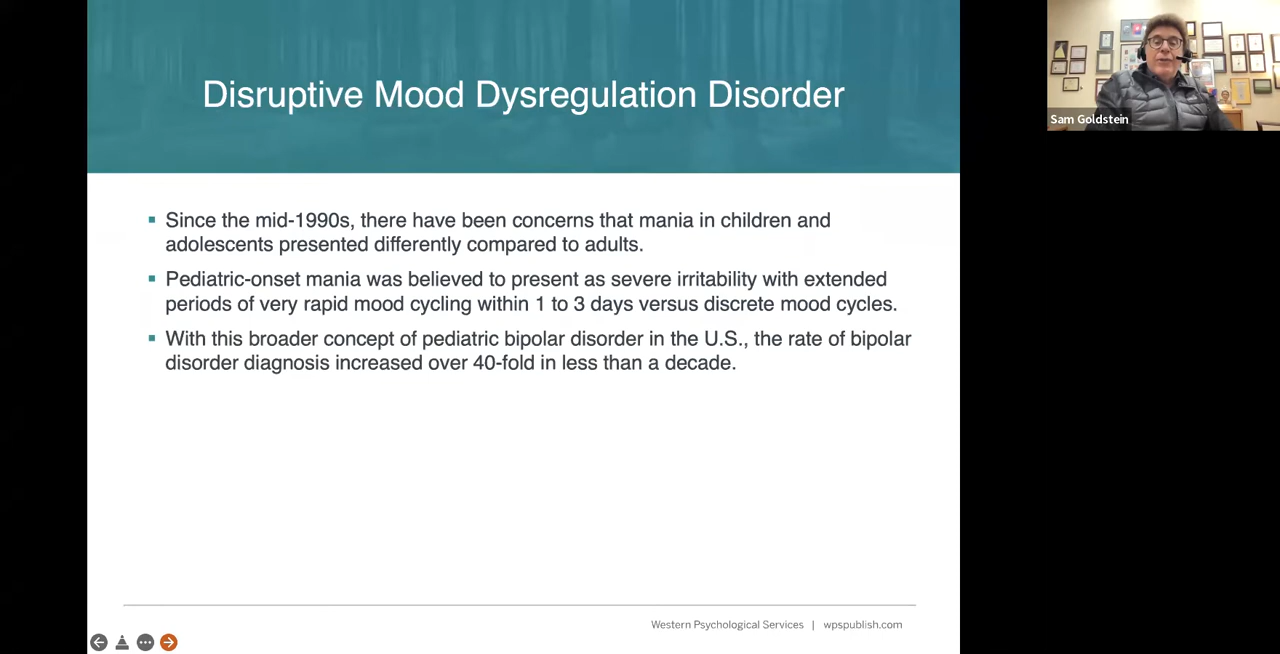 Disruptive Mood Dysregulation Disorder
Sam Goldstein
▪ Since the mid-1990s, there have been concerns that mania in children and
adolescents presented differently compared to adults.
▪ Pediatric-onset mania was believed to present as severe irritability with extended
periods of very rapid mood cycling within 1 to 3 days versus discrete mood cycles.
▪ With this broader concept of pediatric bipolar disorder in the U.S., the rate of bipolar
disorder diagnosis increased over 40-fold in less than a decade.
Western Psychological Services | wpspublish.com